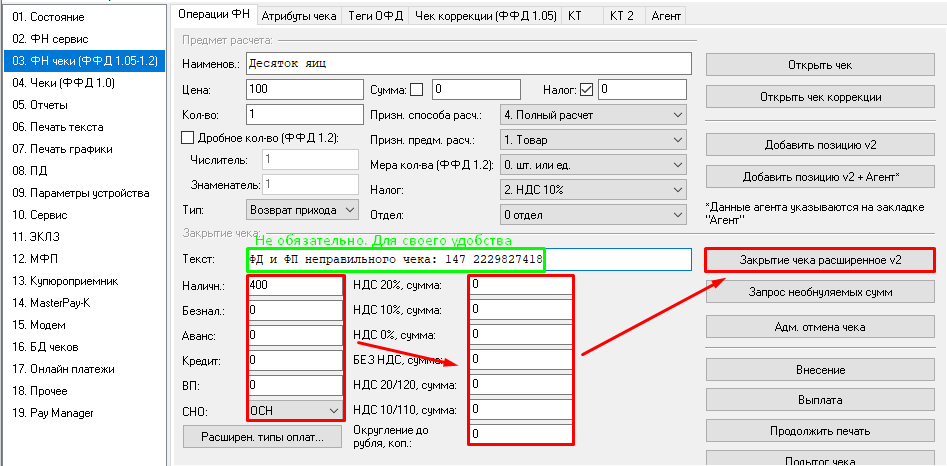 01. Состояние
02. ФН сервис
03. ФН чеки (ФФД 1.05-1.2)
04. Чеки (ФФД 1.0)
05. Отчеты
06. Печать текста
07. Печать графики
08. ПД
09. Параметры устройства
10. Сервис
11. ЭКЛЗ
12. МФП
13. Купюроприемник
14. MasterPay-K
15. Модем
16. БД чеков
17. Онлайн платежи
18. Прочее
19. Pay Manager
Операции ФН Атрибуты чека Теги ОФД Чек коррекции (ФФД 1.05) КТ КТ 2 Агент
Предмет расчета:
Наименов.: Десяток яиц
Цена: 100 Сумма: 0 Налог: 0
Кол-во: 1 Призн. способа расч.: 4. Полный расчет
Дробное кол-во (ФФД 1.2): Призн. предм. расч.: 1. Товар
Числитель: 1 Мера кол-ва (ФФД 1.2): 0. шт. или ед.
Знаменатель: 1 Налог: 2. НДС 10%
Тип: Возврат прихода Отдел: 0 отдел
Закрытие чека:
Не обязательно. Для своего удобства
Текст: ФД и ФП неправильного чека: 147 2229827418
Наличн.: 400 НДС 20%, сумма: 0
Безнал.: 0 НДС 10%, сумма: 0
Аванс: 0 НДС 0%, сумма: 0
Кредит: 0 БЕЗ НДС, сумма: 0
ВП: 0 НДС 20/120, сумма: 0
СНО: ОСН НДС 10/110, сумма: 0
Расширен. типы оплат... Округление до
рубля, коп.: 0
Открыть чек
Открыть чек коррекции
Добавить позицию v2
Добавить позицию v2 + Агент*
*Данные агента указываются на закладке
"Агент"
Закрытие чека расширенное v2
Запрос необнуляемых сумм
Адм. отмена чека
Внесение
Выплата
Продолжить печать
Подытог чека